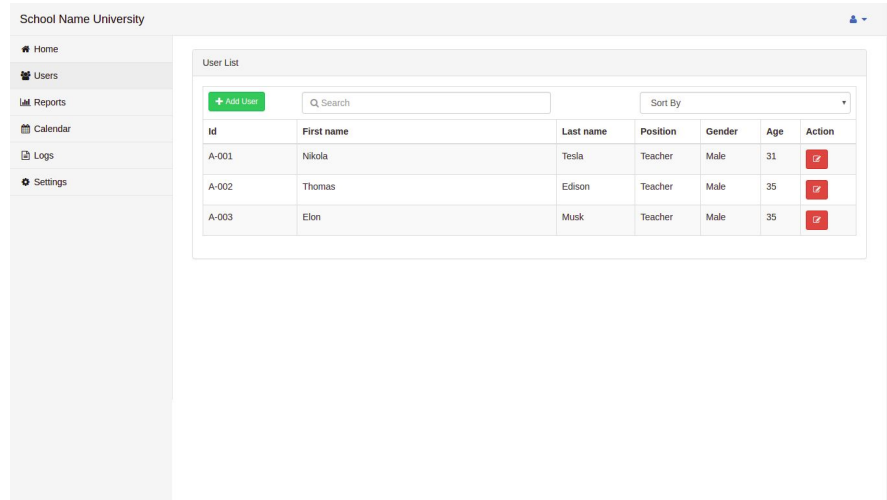 School Name University
Home
Users
Reports
Calendar
Logs
Settings
User List
Add User Search Sort By
Id First name Last name Position Gender Age Action
A-001 Nikola Tesla Teacher Male 31
A-002 Thomas Edison Teacher Male 35
A-003 Elon Musk Teacher Male 35